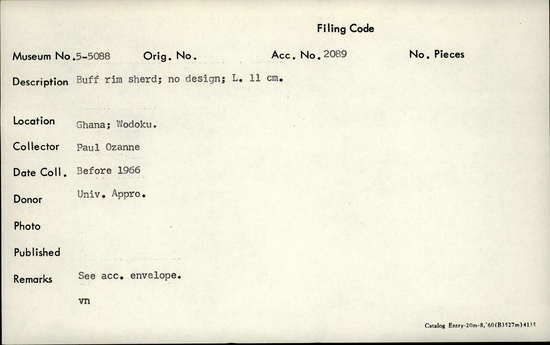 Filing Code
Museum No. 5-5088 Orig. No. Acc. No. 2089 No. Pieces
Description Buff rim sherd; no design; L. 11 cm.
Location Ghana; Wodoku.
Collector Paul Ozanne
Date Coll. Before 1966
Donor Univ. Appro.
Photo
Published
Remarks See acc. envelope.
vn
Catalog Entry-20m-8,'60(B3527m)4135